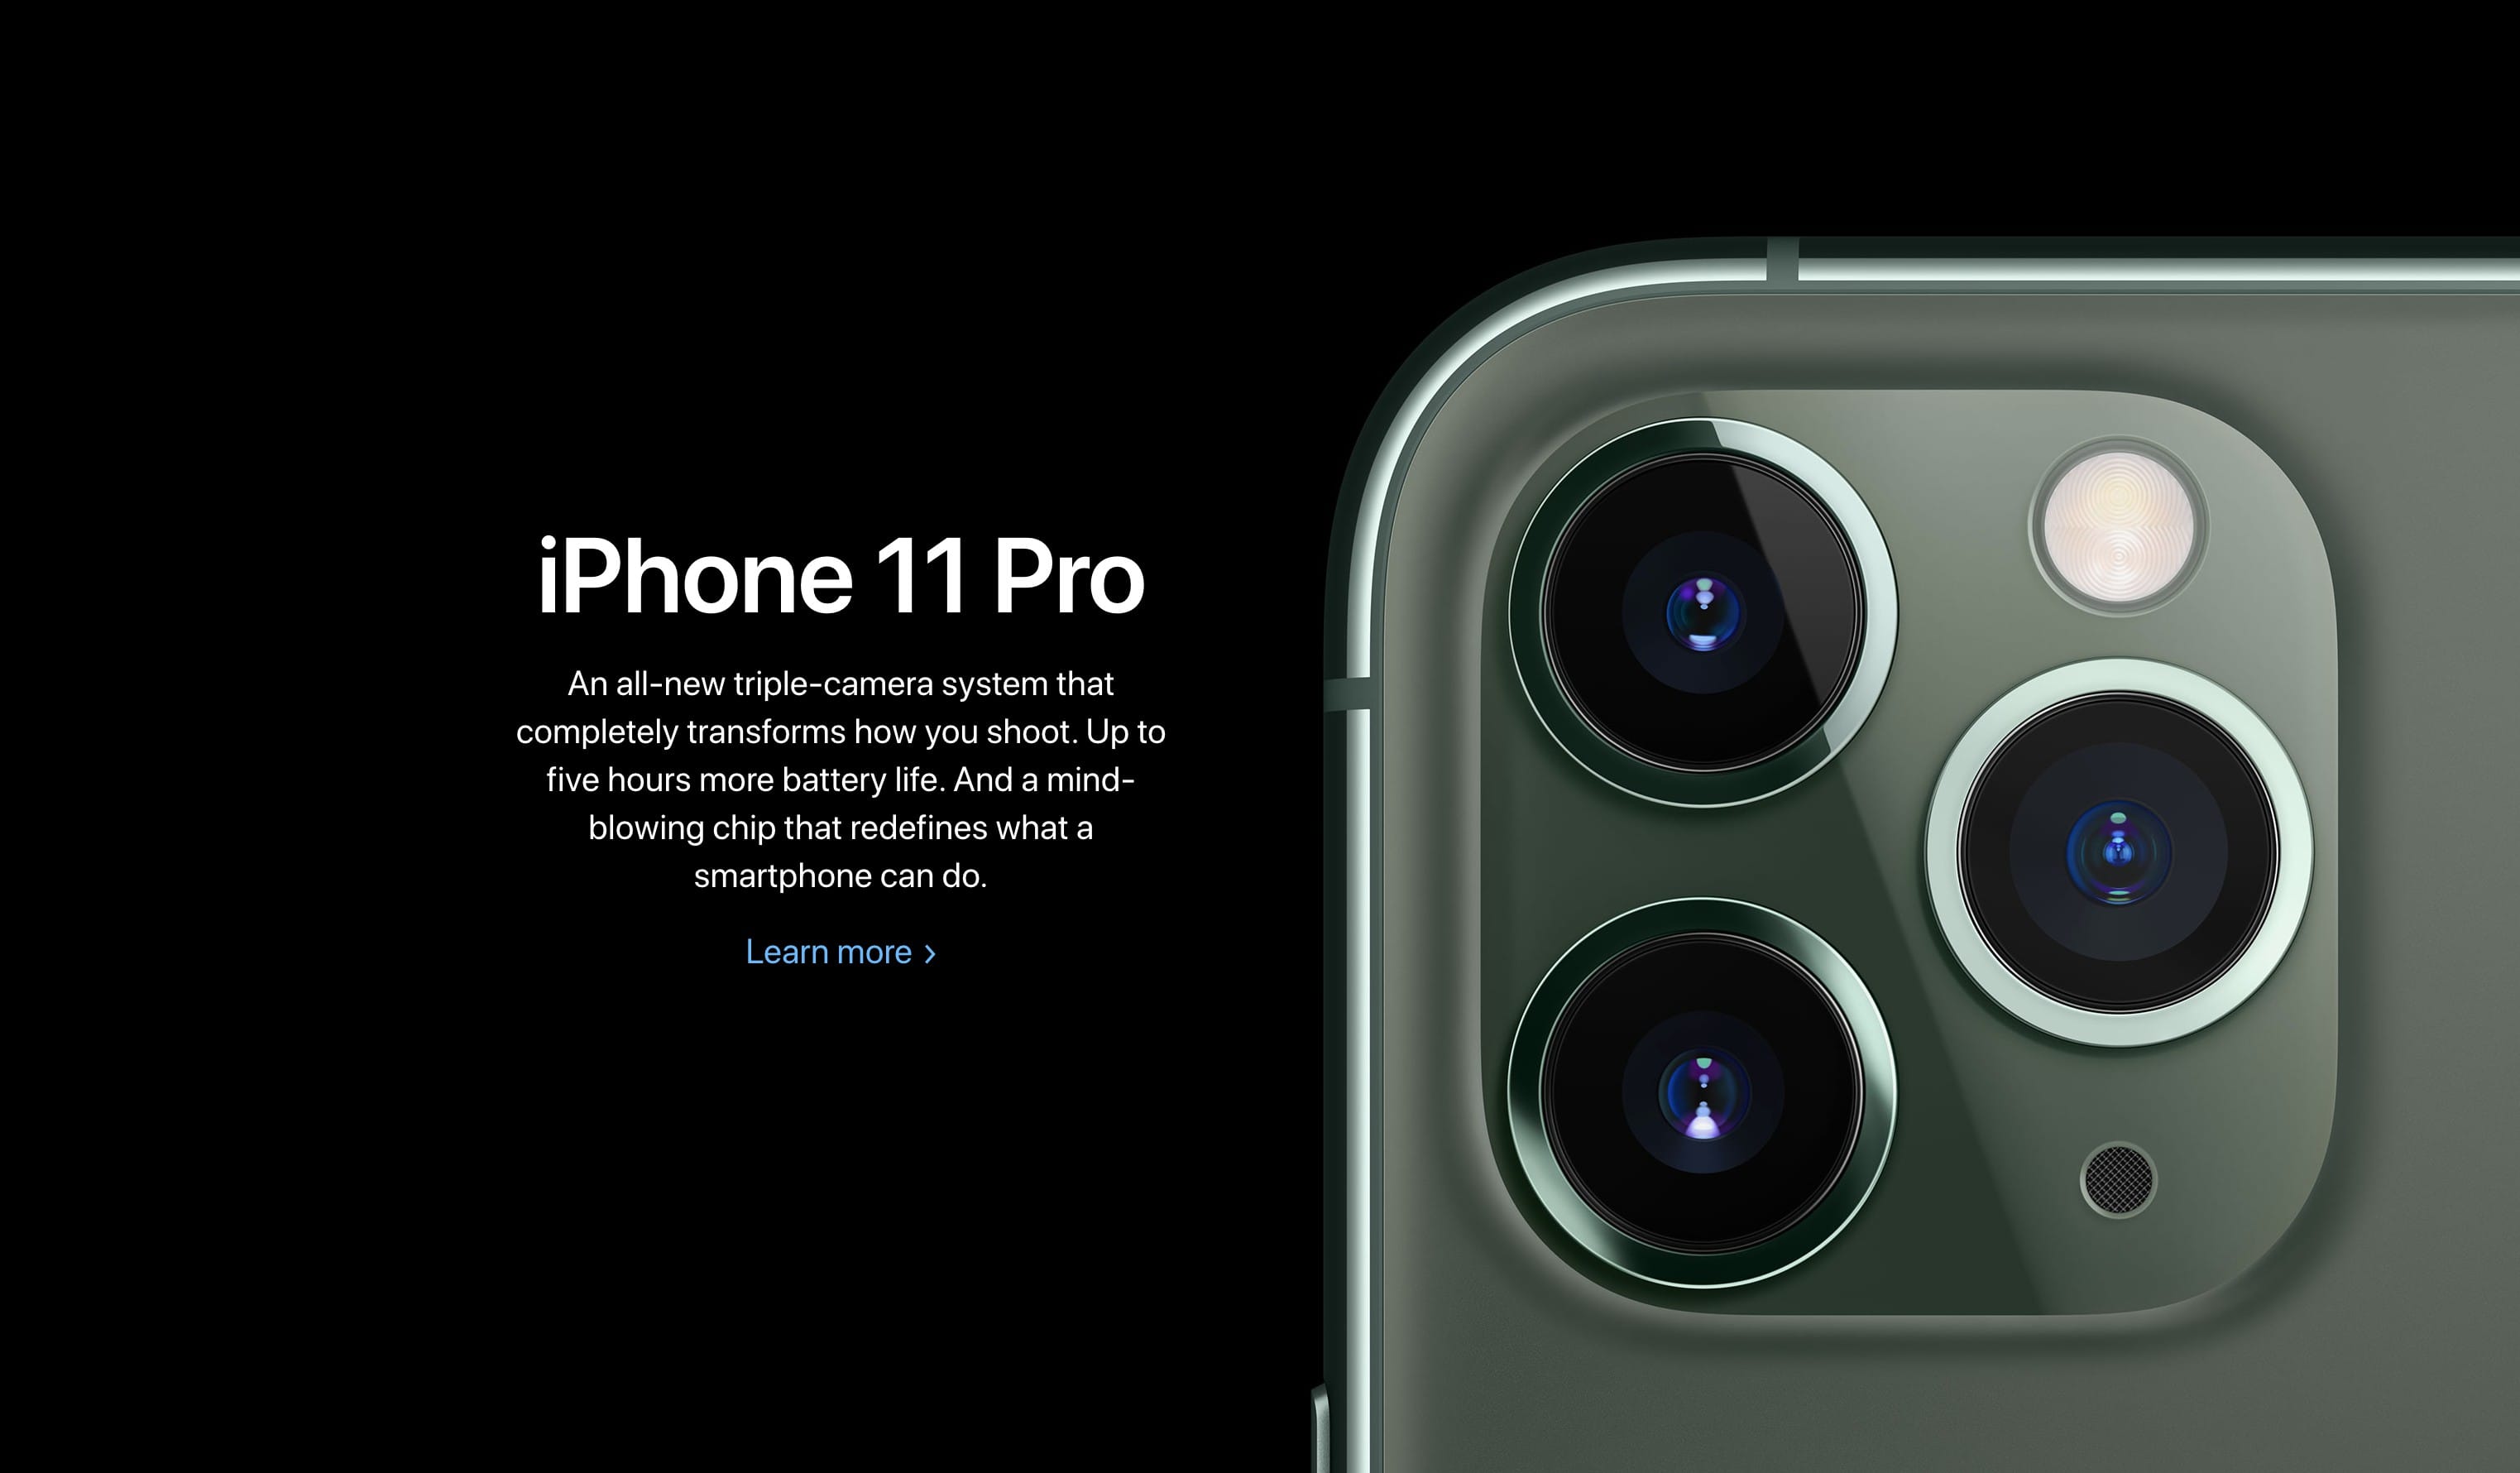 iPhone 11 Pro
An all-new triple-camera system that
completely transforms how you shoot. Up to
five hours more battery life. And a mind-
blowing chip that redefines what a
smartphone can do.
Learn more ›